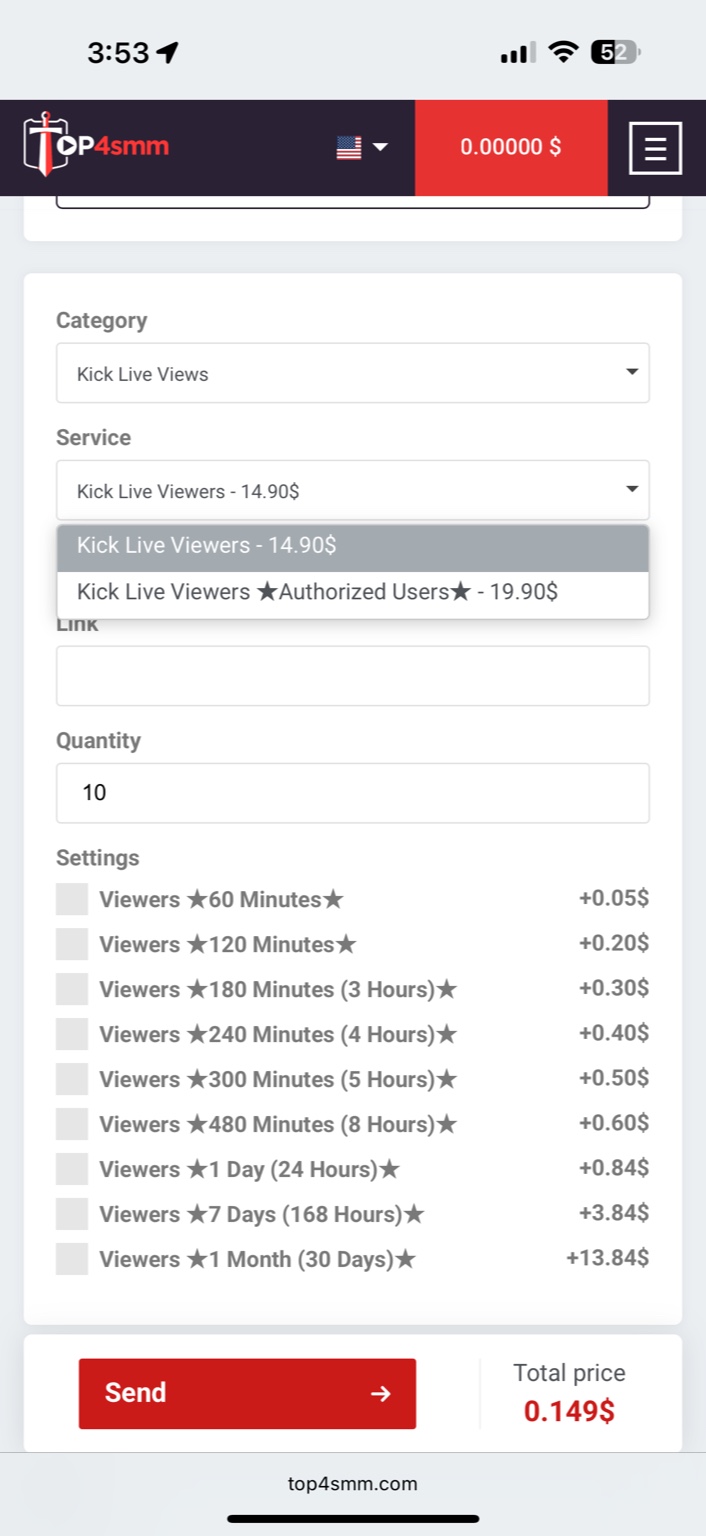 3:53
52
TOP4smm
0.00000 $
Category
Kick Live Views
Service
Kick Live Viewers - 14.90$
Kick Live Viewers - 14.90$
Kick Live Viewers ★Authorized Users★ - 19.90$
Link
Quantity
10
Settings
Viewers ★60 Minutes★ +0.05$
Viewers ★120 Minutes★ +0.20$
Viewers ★180 Minutes (3 Hours)★ +0.30$
Viewers ★240 Minutes (4 Hours)★ +0.40$
Viewers ★300 Minutes (5 Hours)★ +0.50$
Viewers ★480 Minutes (8 Hours)★ +0.60$
Viewers ★1 Day (24 Hours)★ +0.84$
Viewers ★7 Days (168 Hours)★ +3.84$
Viewers ★1 Month (30 Days)★ +13.84$
Send →
Total price
0.149$
top4smm.com